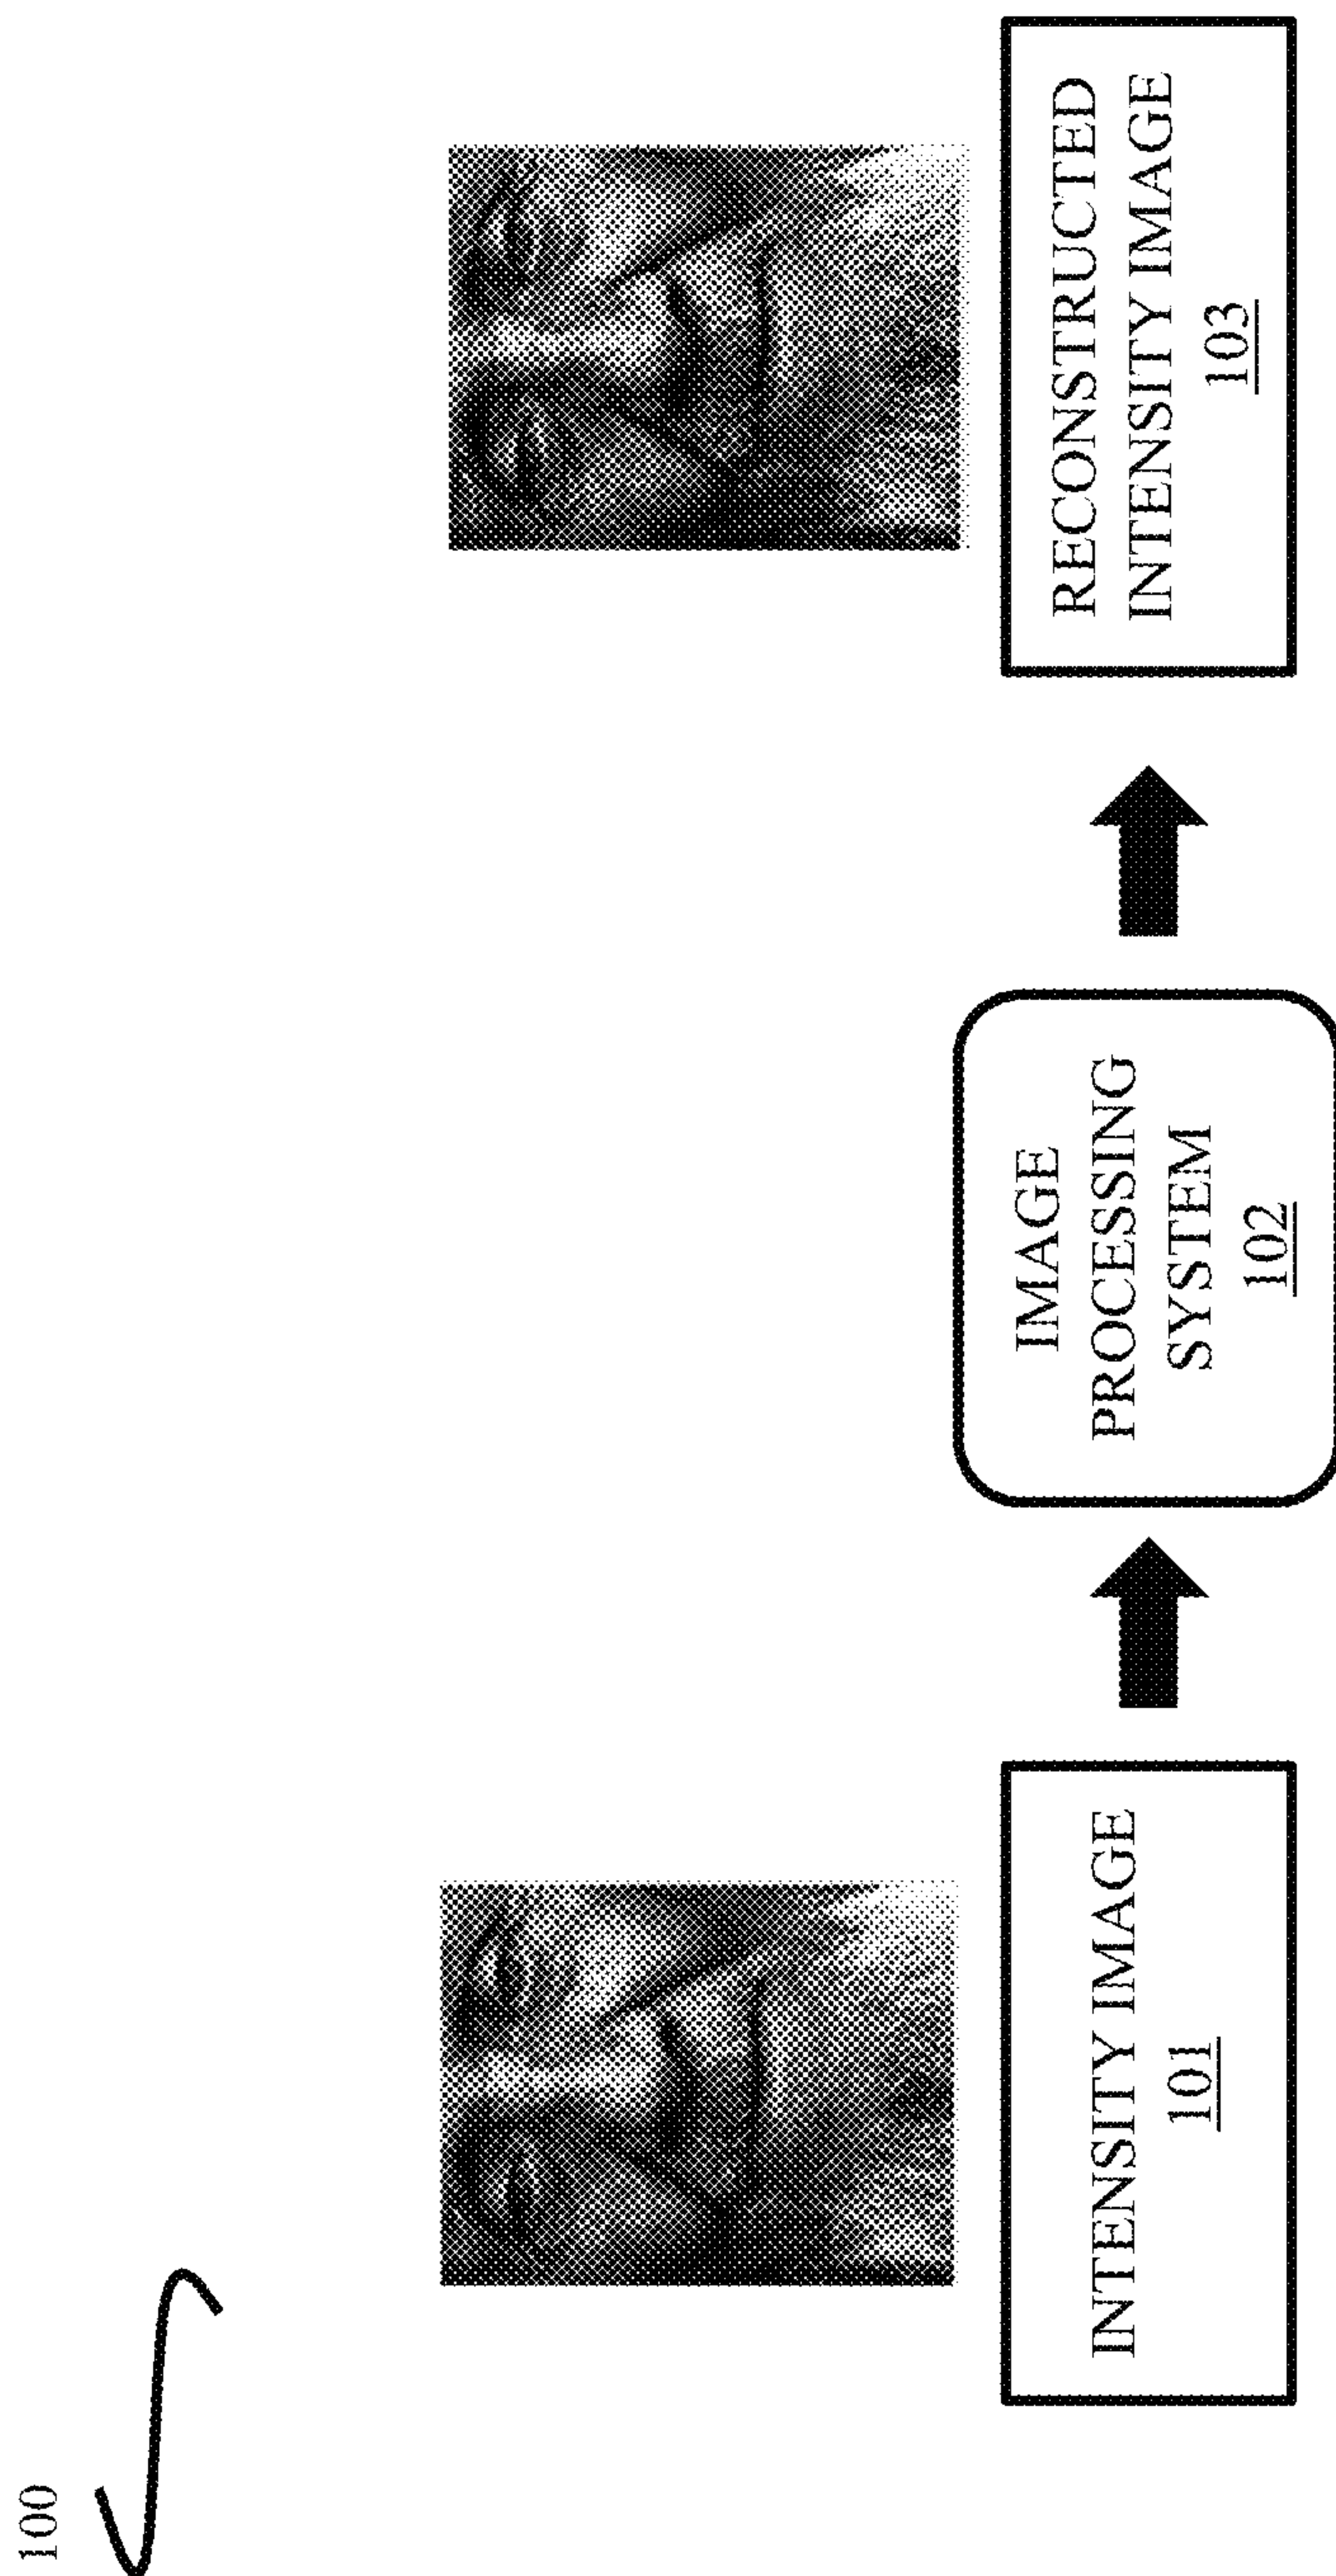 100
INTENSITY IMAGE
101
IMAGE
PROCESSING
SYSTEM
102
RECONSTRUCTED
INTENSITY IMAGE
103